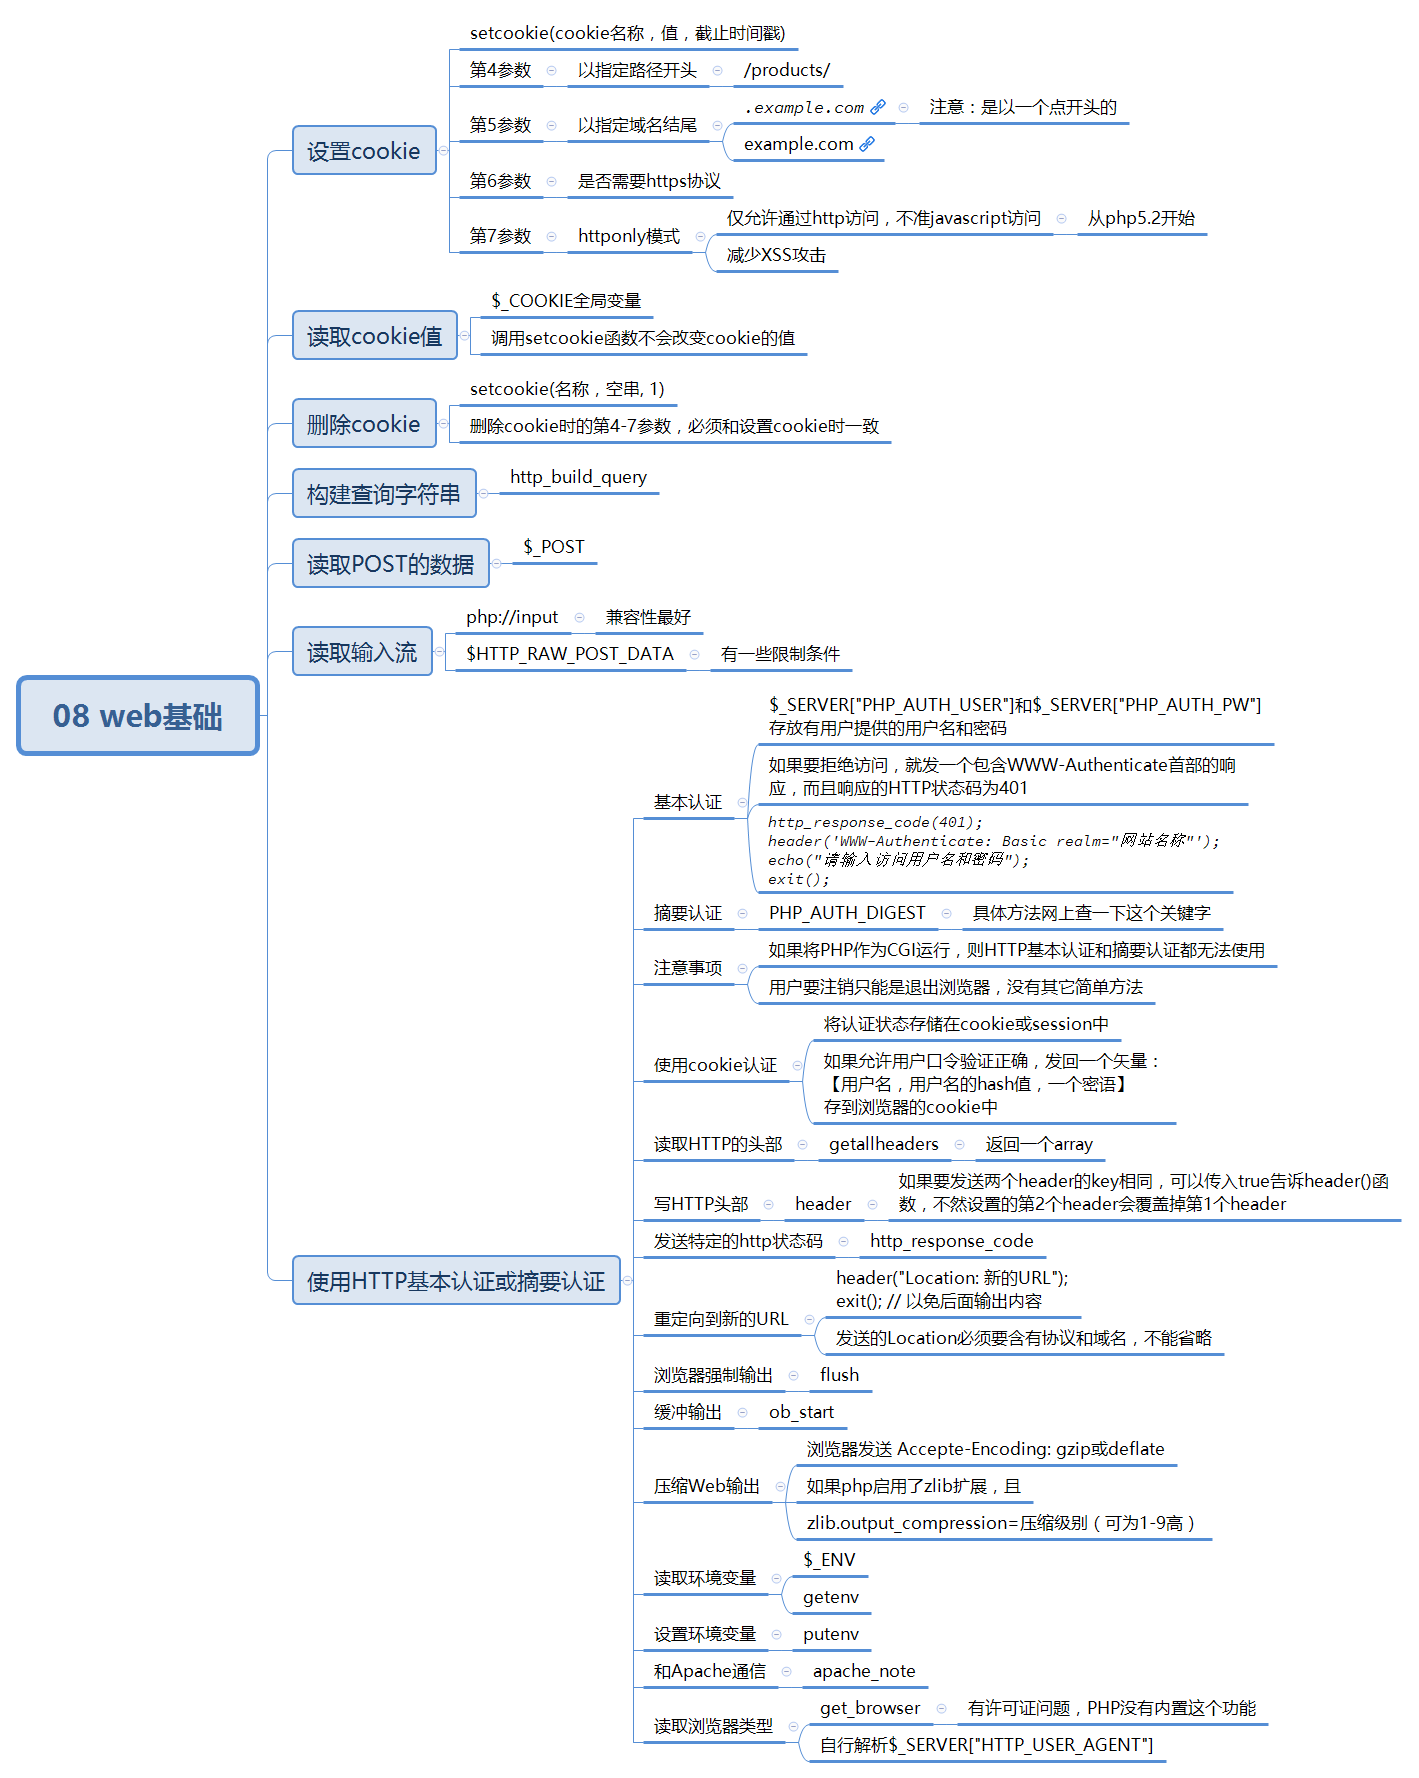 08 web基础
设置cookie
setcookie(cookie名称，值，截止时间戳)
第4参数
以指定路径开头
/products/
第5参数
以指定域名结尾
.example.com
注意：是以一个点开头的
example.com
第6参数
是否需要https协议
第7参数
httponly模式
仅允许通过http访问，不准javascript访问
从php5.2开始
减少XSS攻击
读取cookie值
$_COOKIE全局变量
调用setcookie函数不会改变cookie的值
删除cookie
setcookie(名称，空串, 1)
删除cookie时的第4-7参数，必须和设置cookie时一致
构建查询字符串
http_build_query
读取POST的数据
$_POST
读取输入流
php://input
兼容性最好
$HTTP_RAW_POST_DATA
有一些限制条件
使用HTTP基本认证或摘要认证
基本认证
$_SERVER["PHP_AUTH_USER"]和$_SERVER["PHP_AUTH_PW"]
存放有用户提供的用户名和密码
如果要拒绝访问，就发一个包含WWW-Authenticate首部的响
应，而且响应的HTTP状态码为401
http_response_code(401);
header('WWW-Authenticate: Basic realm="网站名称"');
echo("请输入访问用户名和密码");
exit();
摘要认证
PHP_AUTH_DIGEST
具体方法网上查一下这个关键字
注意事项
如果将PHP作为CGI运行，则HTTP基本认证和摘要认证都无法使用
用户要注销只能是退出浏览器，没有其它简单方法
使用cookie认证
将认证状态存储在cookie或session中
如果允许用户口令验证正确，发回一个矢量：
【用户名，用户名的hash值，一个密语】
存到浏览器的cookie中
读取HTTP的头部
getallheaders
返回一个array
写HTTP头部
header
如果要发送两个header的key相同，可以传入true告诉header()函
数，不然设置的第2个header会覆盖掉第1个header
发送特定的http状态码
http_response_code
重定向到新的URL
header("Location: 新的URL");
exit(); // 以免后面输出内容
发送的Location必须要含有协议和域名，不能省略
浏览器强制输出
flush
缓冲输出
ob_start
压缩Web输出
浏览器发送 Accepte-Encoding: gzip或deflate
如果php启用了zlib扩展，且
zlib.output_compression=压缩级别（可为1-9高）
读取环境变量
$_ENV
getenv
设置环境变量
putenv
和Apache通信
apache_note
读取浏览器类型
get_browser
有许可证问题，PHP没有内置这个功能
自行解析$_SERVER["HTTP_USER_AGENT"]